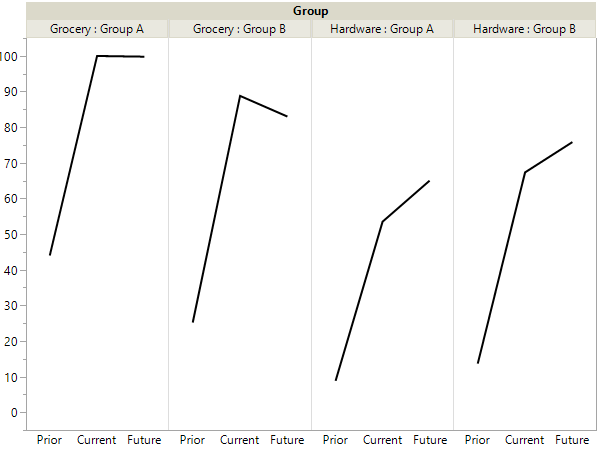 Group
Grocery : Group A
Grocery : Group B
Hardware : Group A
Hardware : Group B
100
90
80
70
60
50
40
30
20
10
0
Prior Current Future Prior Current Future Prior Current Future Prior Current Future